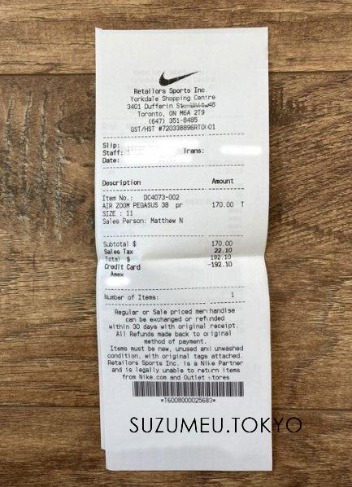 Retailors Sports Inc.
Yorkdale Shopping Centre
3401 Dufferin
Toronto, ON M6A 2T9
(647) 351-8485
GST/HST
Slip:
Staff: Trans:
Date:
Description Amount
Item No.: DC4073-002
AIR ZOOM PEGASUS 38 pr 170.00 T
SIZE : 11
Sales Person: Matthew N
Subtotal $ 170.00
Sales Tax 22.10
Total $ 192.10
Credit Card -192.10
Amex
Number of Items: 1
Regular or Sale priced merchandise
can be exchanged or refunded
within 30 days with original receipt.
All Refunds made back to original
method of payment.
Items must be new, unused and unwashed
condition, with original tags attached.
Retailors Sports Inc. is a Nike Partner
and is legally unable to return items
from Nike.com and Outlet stores
SUZUMEU.TOKYO